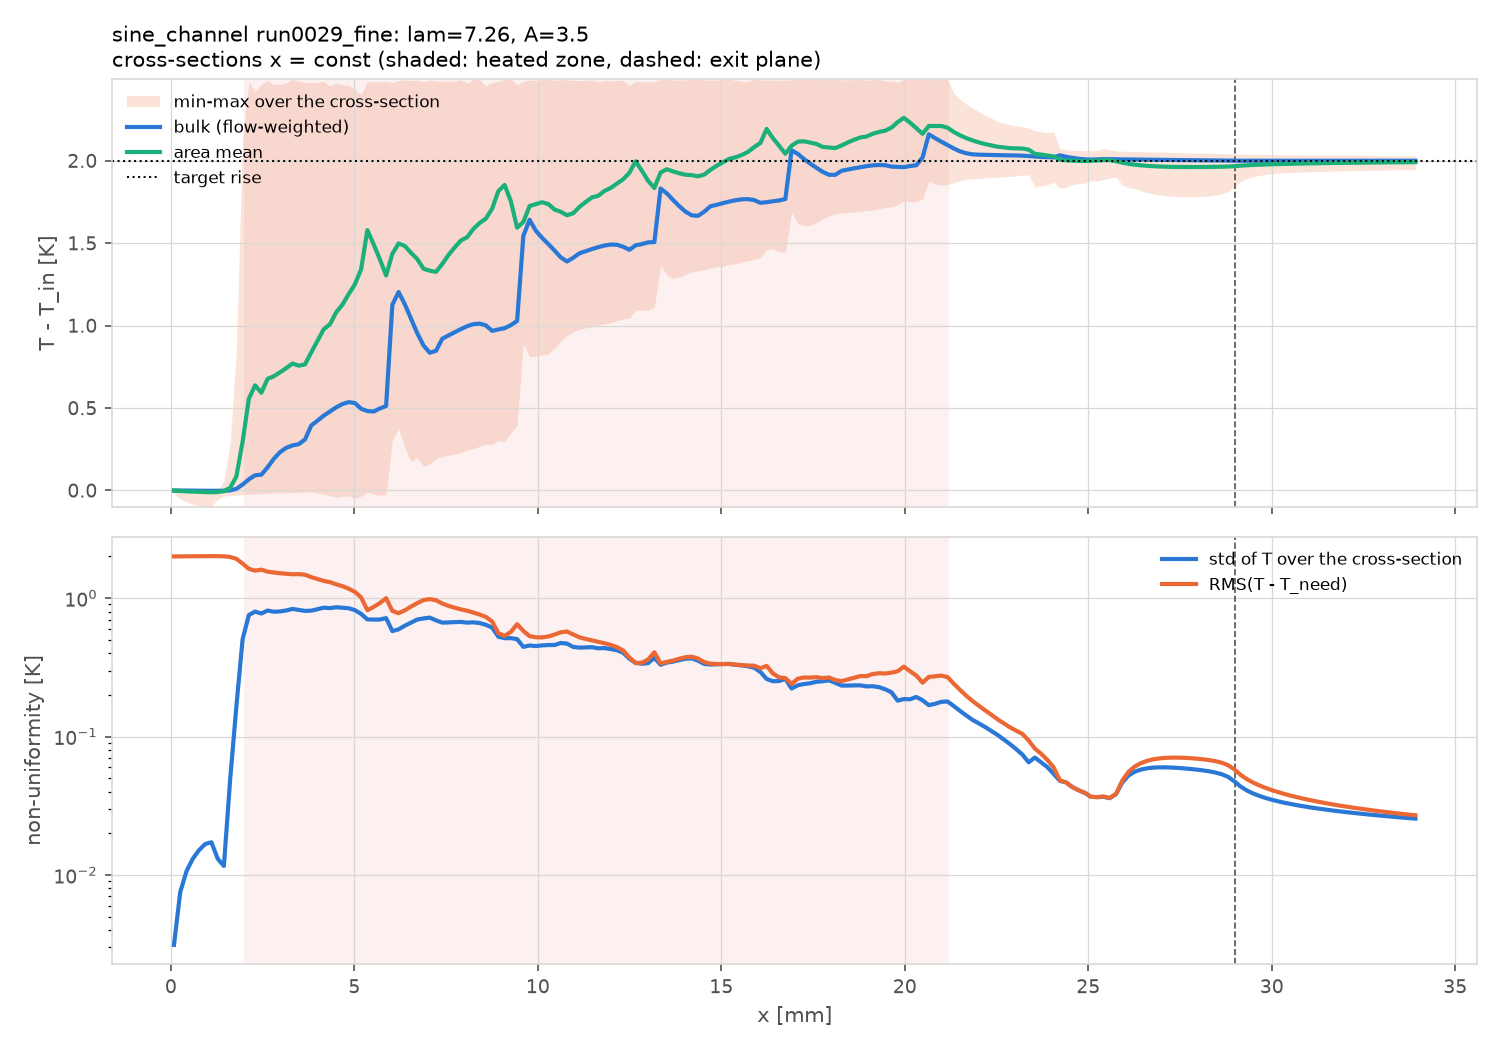 sine_channel run0029_fine: lam=7.26, A=3.5
cross-sections x = const (shaded: heated zone, dashed: exit plane)
min-max over the cross-section
bulk (flow-weighted)
area mean
target rise
T - T_in [K]
2.0
1.5
1.0
0.5
0.0
std of T over the cross-section
RMS(T - T_need)
non-uniformity [K]
10⁰
10⁻¹
10⁻²
0 5 10 15 20 25 30 35
x [mm]